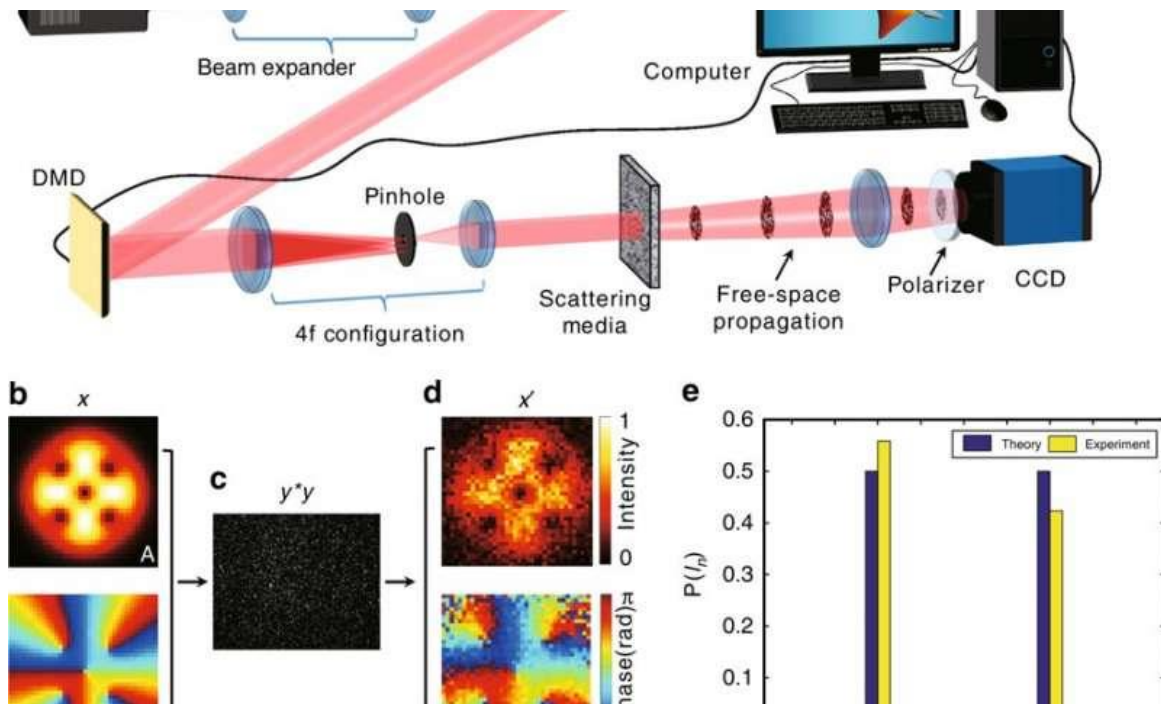 Beam expander
Computer
DMD
Pinhole
4f configuration
Scattering
media
Free-space
propagation
Polarizer
CCD
b
x
A
c
y*y
d
x′
1
Intensity
0
π
e
0.6
0.5
0.4
0.3
0.2
0.1
P(Iₙ)
Theory
Experiment